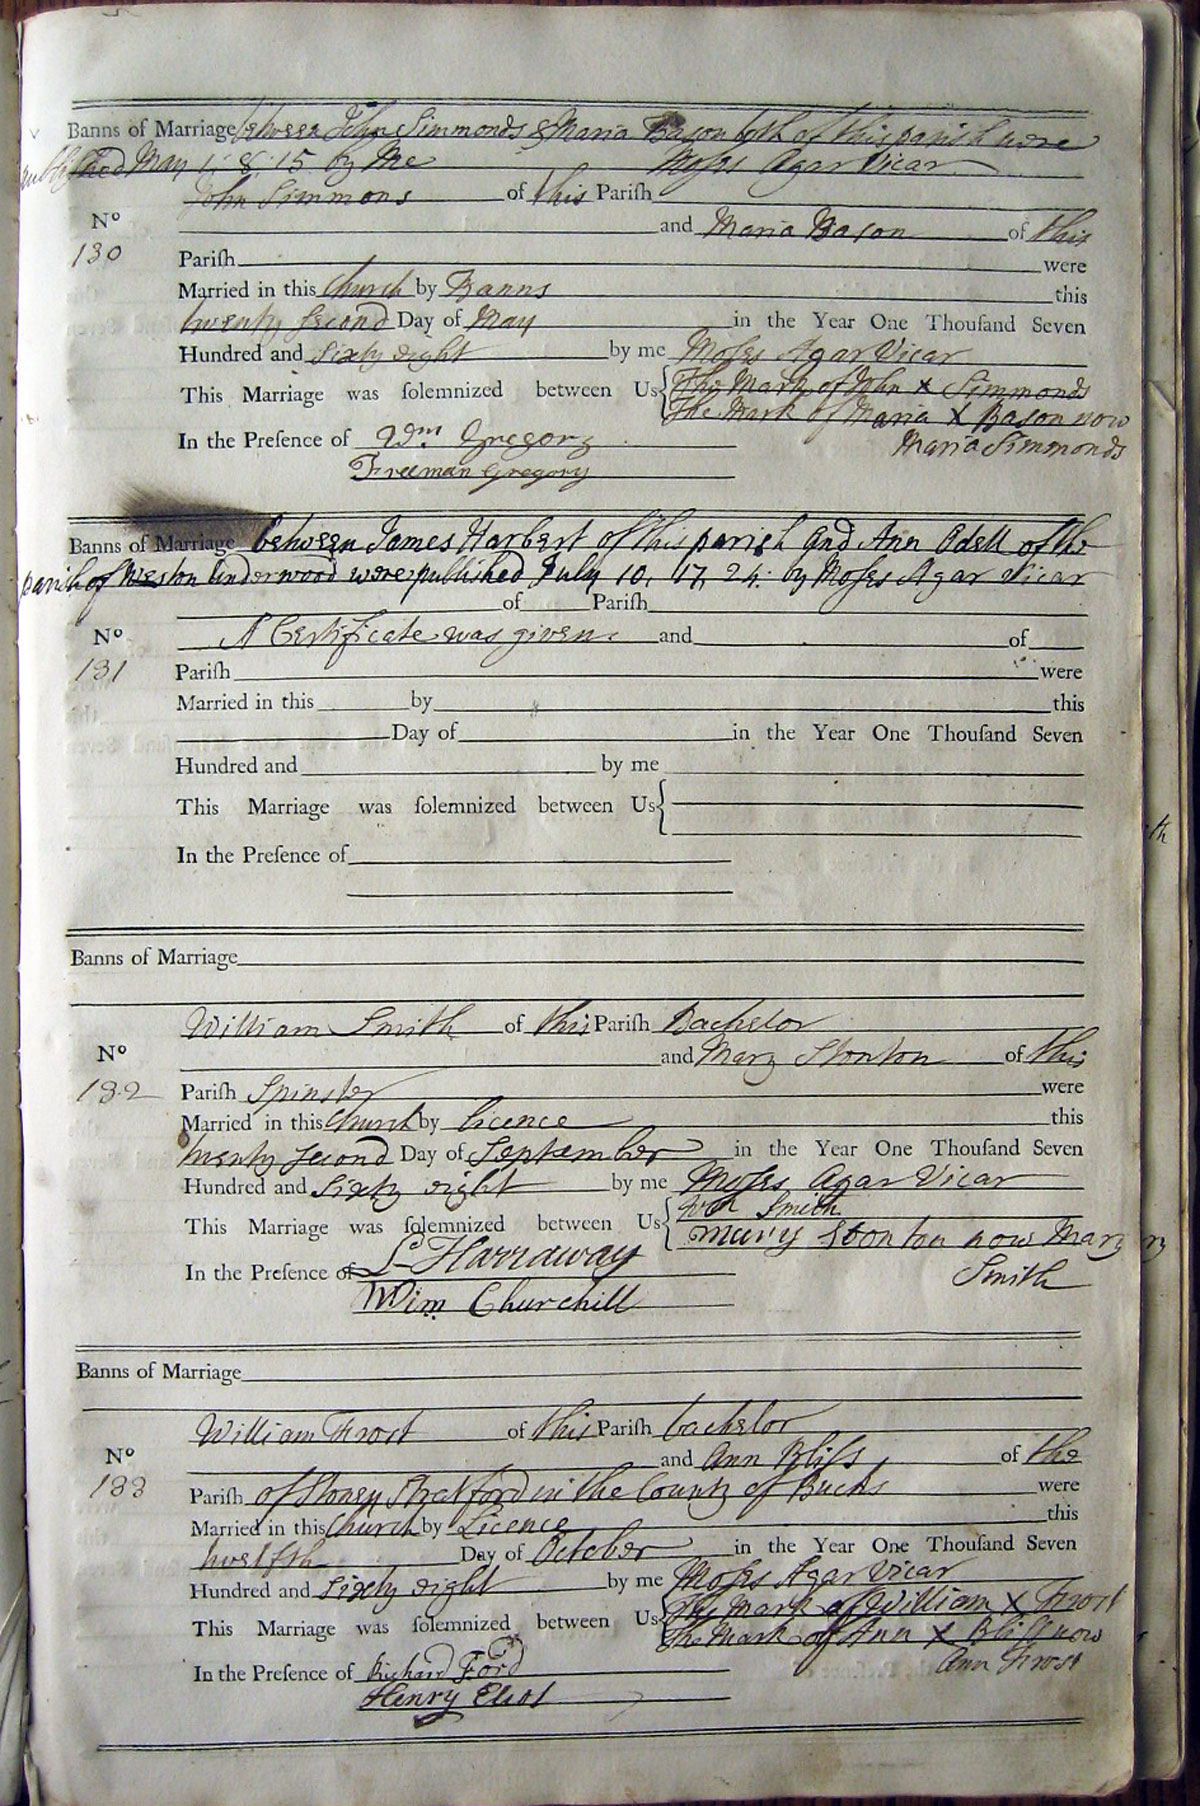 Banns of Marriage between John Simmonds & Maria Bason both of this parish were
published May 1. 8. 15 by Me Moses Agar Vicar
John Simmons of this Pariſh
No
130
and Maria Bason of this
Pariſh were
Married in this Church by Banns this
twenty second Day of May in the Year One Thouſand Seven
Hundred and sixty eight by me Moses Agar Vicar
This Marriage was ſolemnized between Us { The Mark of John X Simmonds
The Mark of Maria X Bason now
Maria Simmonds
In the Preſence of Wm Gregory
Freeman Gregory
Banns of Marriage between James Harbert of this parish and Ann Odell of the
parish of Weston Underwood were published July 10. 17. 24. by Moses Agar Vicar
of Pariſh
No
131
A Certificate was given. and of
Pariſh were
Married in this by this
Day of in the Year One Thouſand Seven
Hundred and by me
This Marriage was ſolemnized between Us {
In the Preſence of
Banns of Marriage
William Smith of this Pariſh Bachelor
No
132
and Mary Stonton of this
Pariſh Spinster were
Married in this Church by licence this
twenty second Day of September in the Year One Thouſand Seven
Hundred and sixty eight by me Moses Agar Vicar
This Marriage was ſolemnized between Us { Wm Smith
Mary Stonton now Mary
Smith
In the Preſence of L Harraway
Wim Churchill
Banns of Marriage
William Frost of this Pariſh bachelor
No
133
and Ann Bliſs of the
Pariſh of Stoney Stratford in the County of Bucks were
Married in this Church by Licence this
twelfth Day of October in the Year One Thouſand Seven
Hundred and sixty eight by me Moses Agar Vicar
This Marriage was ſolemnized between Us { The Mark of William X Frost
The Mark of Ann X Bliſs now
Ann Frost
In the Preſence of Richard Ford
Henry Eliot